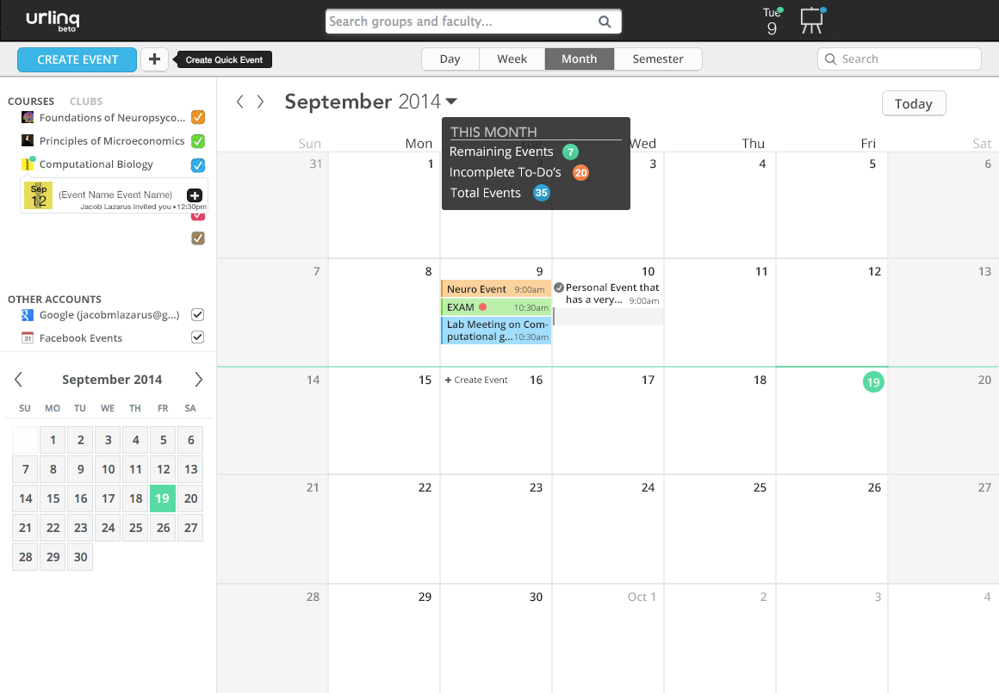 urlinq
beta
Search groups and faculty...
Tue
9
CREATE EVENT
+
Create Quick Event
Day
Week
Month
Semester
Search
COURSES
CLUBS
Foundations of Neuropsyco...
Principles of Microeconomics
Computational Biology
Sep
12
(Event Name Event Name)
Jacob Lazarus invited you • 12:30pm
OTHER ACCOUNTS
Google (jacobmlazarus@g...)
31
Facebook Events
September 2014
SU MO TU WE TH FR SA
1 2 3 4 5 6
7 8 9 10 11 12 13
14 15 16 17 18 19 20
21 22 23 24 25 26 27
28 29 30
September 2014
Today
THIS MONTH
Remaining Events 7
Incomplete To-Do's 20
Total Events 35
Sun Mon Tue Wed Thu Fri Sat
31 1 2 3 4 5 6
7 8 9 10 11 12 13
Neuro Event 9:00am
EXAM 10:30am
Lab Meeting on Com-
putational g... 10:30am
Personal Event that
has a very... 9:00am
14 15 + Create Event 16 17 18 19 20
21 22 23 24 25 26 27
28 29 30 Oct 1 2 3 4